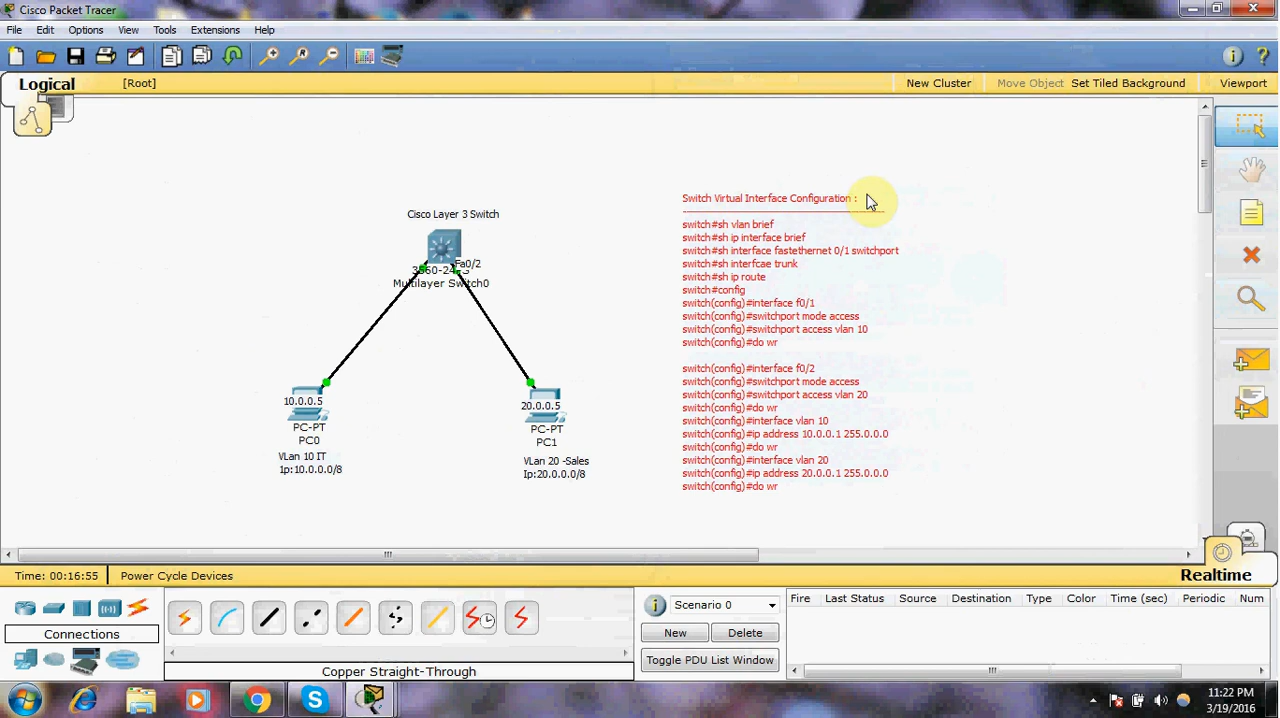 Cisco Packet Tracer
File Edit Options View Tools Extensions Help
Logical
[Root]
New Cluster
Move Object
Set Tiled Background
Viewport
Switch Virtual Interface Configuration :
switch#sh vlan brief
switch#sh ip interface brief
switch#sh interface fastethernet 0/1 switchport
switch#sh interfcae trunk
switch#sh ip route
switch#config
switch(config)#interface f0/1
switch(config)#switchport mode access
switch(config)#switchport access vlan 10
switch(config)#do wr
switch(config)#interface f0/2
switch(config)#switchport mode access
switch(config)#switchport access vlan 20
switch(config)#do wr
switch(config)#interface vlan 10
switch(config)#ip address 10.0.0.1 255.0.0.0
switch(config)#do wr
switch(config)#interface vlan 20
switch(config)#ip address 20.0.0.1 255.0.0.0
switch(config)#do wr
Cisco Layer 3 Switch
Fa0/2
Multilayer Switch0
10.0.0.5
PC-PT
PC0
VLan 10 IT
1p:10.0.0.0/8
20.0.0.5
PC-PT
PC1
VLan 20 -Sales
Ip:20.0.0.0/8
Time: 00:16:55
Power Cycle Devices
Realtime
Connections
Copper Straight-Through
Scenario 0
New
Delete
Toggle PDU List Window
Fire Last Status Source Destination Type Color Time (sec) Periodic Num
11:22 PM
3/19/2016